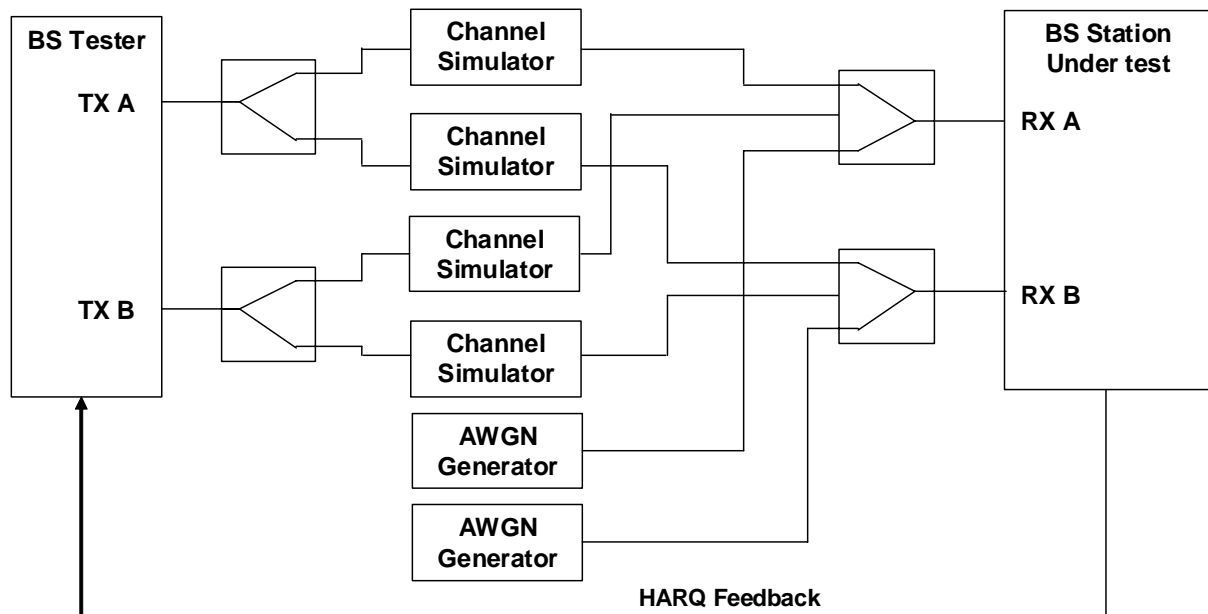 BS Tester
TX A
TX B
Channel
Simulator
Channel
Simulator
Channel
Simulator
Channel
Simulator
AWGN
Generator
AWGN
Generator
BS Station
Under test
RX A
RX B
HARQ Feedback